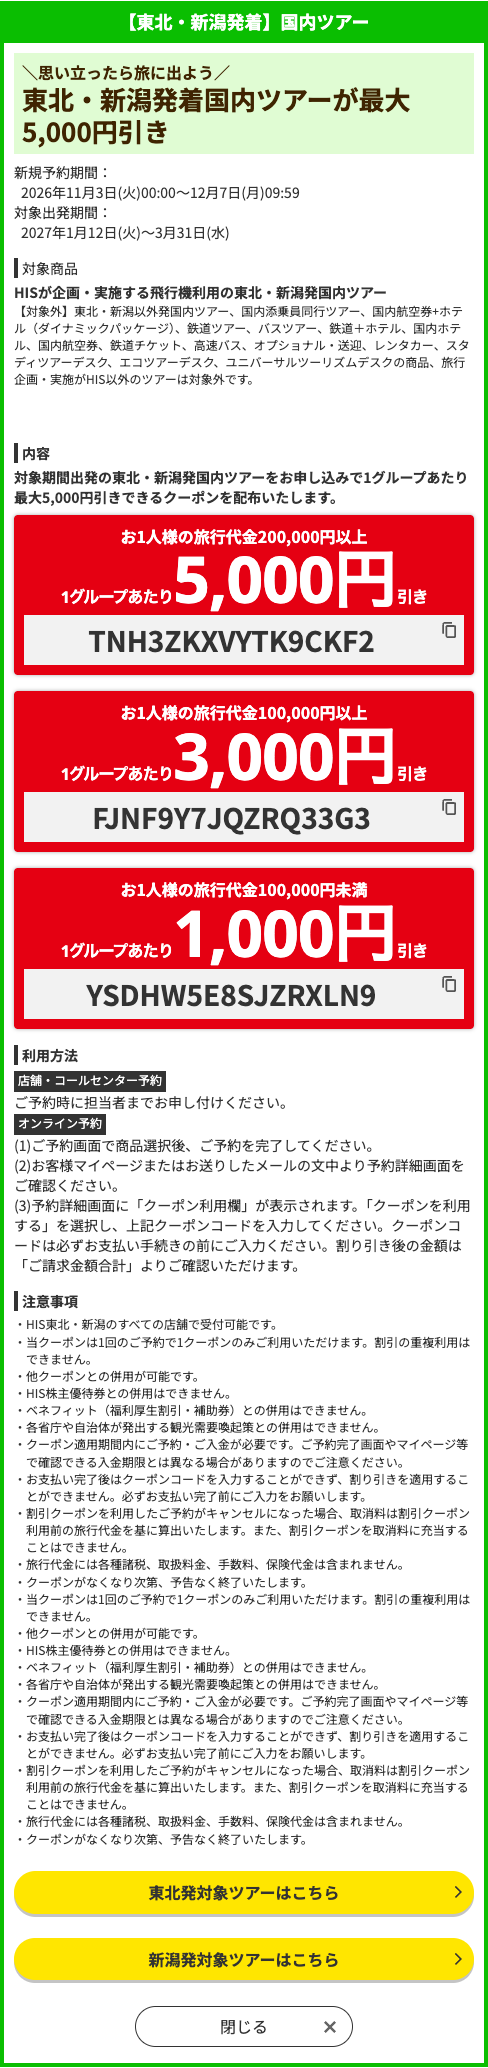 【東北・新潟発着】国内ツアー
＼思い立ったら旅に出よう／
東北・新潟発着国内ツアーが最大
5,000円引き
新規予約期間：
2026年11月3日(火)00:00～12月7日(月)09:59
対象出発期間：
2027年1月12日(火)～3月31日(水)
対象商品
HISが企画・実施する飛行機利用の東北・新潟発国内ツアー
【対象外】東北・新潟以外発国内ツアー、国内添乗員同行ツアー、国内航空券+ホテ
ル（ダイナミックパッケージ）、鉄道ツアー、バスツアー、鉄道＋ホテル、国内ホテ
ル、国内航空券、鉄道チケット、高速バス、オプショナル・送迎、レンタカー、スタ
ディツアーデスク、エコツアーデスク、ユニバーサルツーリズムデスクの商品、旅行
企画・実施がHIS以外のツアーは対象外です。
内容
対象期間出発の東北・新潟発国内ツアーをお申し込みで1グループあたり
最大5,000円引きできるクーポンを配布いたします。
お1人様の旅行代金200,000円以上
1グループあたり5,000円引き
TNH3ZKXVYTK9CKF2
お1人様の旅行代金100,000円以上
1グループあたり3,000円引き
FJNF9Y7JQZRQ33G3
お1人様の旅行代金100,000円未満
1グループあたり1,000円引き
YSDHW5E8SJZRXLN9
利用方法
店舗・コールセンター予約
ご予約時に担当者までお申し付けください。
オンライン予約
(1)ご予約画面で商品選択後、ご予約を完了してください。
(2)お客様マイページまたはお送りしたメールの文中より予約詳細画面を
ご確認ください。
(3)予約詳細画面に「クーポン利用欄」が表示されます。「クーポンを利用
する」を選択し、上記クーポンコードを入力してください。クーポンコ
ードは必ずお支払い手続きの前にご入力ください。割り引き後の金額は
「ご請求金額合計」よりご確認いただけます。
注意事項
・HIS東北・新潟のすべての店舗で受付可能です。
・当クーポンは1回のご予約で1クーポンのみご利用いただけます。割引の重複利用は
できません。
・他クーポンとの併用が可能です。
・HIS株主優待券との併用はできません。
・ベネフィット（福利厚生割引・補助券）との併用はできません。
・各省庁や自治体が発出する観光需要喚起策との併用はできません。
・クーポン適用期間内にご予約・ご入金が必要です。ご予約完了画面やマイページ等
で確認できる入金期限とは異なる場合がありますのでご注意ください。
・お支払い完了後はクーポンコードを入力することができず、割り引きを適用するこ
とができません。必ずお支払い完了前にご入力をお願いします。
・割引クーポンを利用したご予約がキャンセルになった場合、取消料は割引クーポン
利用前の旅行代金を基に算出いたします。また、割引クーポンを取消料に充当する
ことはできません。
・旅行代金には各種諸税、取扱料金、手数料、保険代金は含まれません。
・クーポンがなくなり次第、予告なく終了いたします。
・当クーポンは1回のご予約で1クーポンのみご利用いただけます。割引の重複利用は
できません。
・他クーポンとの併用が可能です。
・HIS株主優待券との併用はできません。
・ベネフィット（福利厚生割引・補助券）との併用はできません。
・各省庁や自治体が発出する観光需要喚起策との併用はできません。
・クーポン適用期間内にご予約・ご入金が必要です。ご予約完了画面やマイページ等
で確認できる入金期限とは異なる場合がありますのでご注意ください。
・お支払い完了後はクーポンコードを入力することができず、割り引きを適用するこ
とができません。必ずお支払い完了前にご入力をお願いします。
・割引クーポンを利用したご予約がキャンセルになった場合、取消料は割引クーポン
利用前の旅行代金を基に算出いたします。また、割引クーポンを取消料に充当する
ことはできません。
・旅行代金には各種諸税、取扱料金、手数料、保険代金は含まれません。
・クーポンがなくなり次第、予告なく終了いたします。
東北発対象ツアーはこちら
新潟発対象ツアーはこちら
閉じる